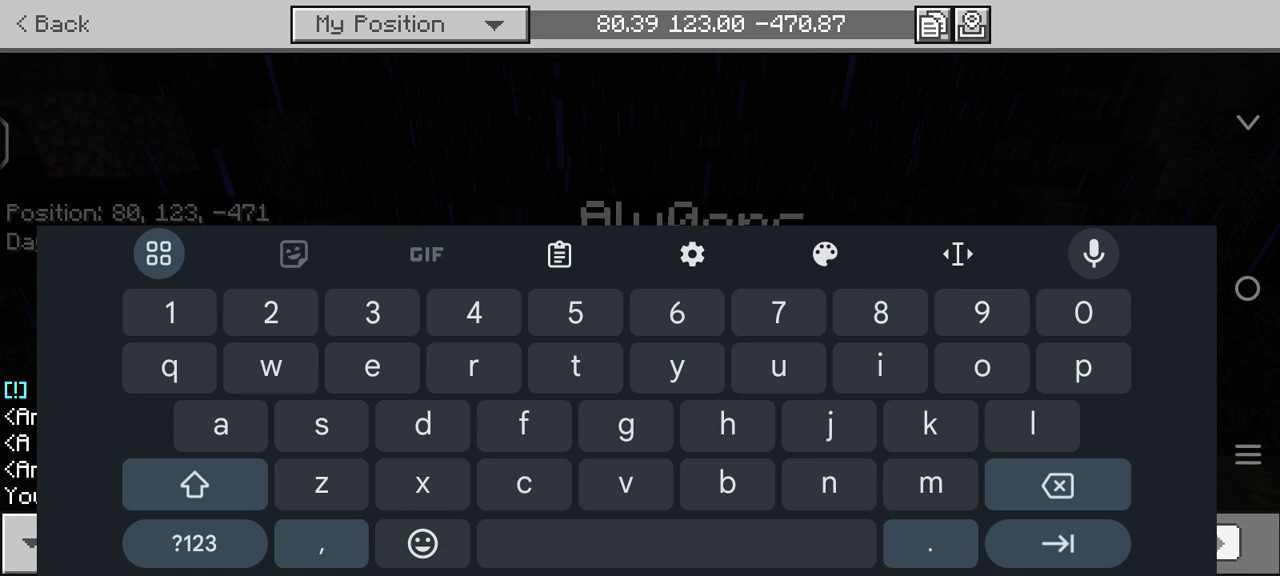 < Back
My Position
80.39 123.00 -470.87
Position: 80, 123, -471
GIF
1 2 3 4 5 6 7 8 9 0
q w e r t y u i o p
a s d f g h j k l
[!]
z x c v b n m
?123 , .